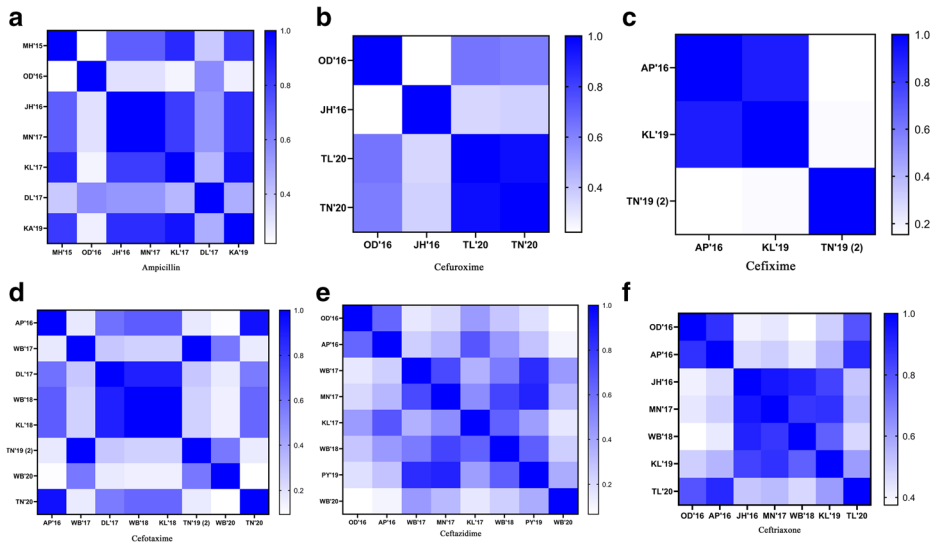 a
MH'15
OD'16
JH'16
MN'17
KL'17
DL'17
KA'19
MH'15 OD'16 JH'16 MN'17 KL'17 DL'17 KA'19
Ampicillin
1.0
0.8
0.6
0.4
b
OD'16
JH'16
TL'20
TN'20
OD'16 JH'16 TL'20 TN'20
Cefuroxime
1.0
0.8
0.6
0.4
c
AP'16
KL'19
TN'19 (2)
AP'16 KL'19 TN'19 (2)
Cefixime
1.0
0.8
0.6
0.4
0.2
d
AP'16
WB'17
DL'17
WB'18
KL'18
TN'19 (2)
WB'20
TN'20
AP'16 WB'17 DL'17 WB'18 KL'18 TN'19 (2) WB'20 TN'20
Cefotaxime
1.0
0.8
0.6
0.4
0.2
e
OD'16
AP'16
WB'17
MN'17
KL'17
WB'18
PY'19
WB'20
OD'16 AP'16 WB'17 MN'17 KL'17 WB'18 PY'19 WB'20
Ceftazidime
1.0
0.8
0.6
0.4
0.2
f
OD'16
AP'16
JH'16
MN'17
WB'18
KL'19
TL'20
OD'16 AP'16 JH'16 MN'17 WB'18 KL'19 TL'20
Ceftriaxone
1.0
0.8
0.6
0.4